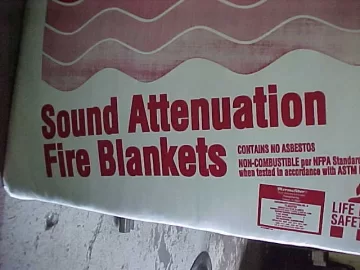 Sound Attenuation
Fire Blankets
CONTAINS NO ASBESTOS
NON-COMBUSTIBLE per NFPA Standard
when tested in accordance with ASTM
LIFE
SAFE